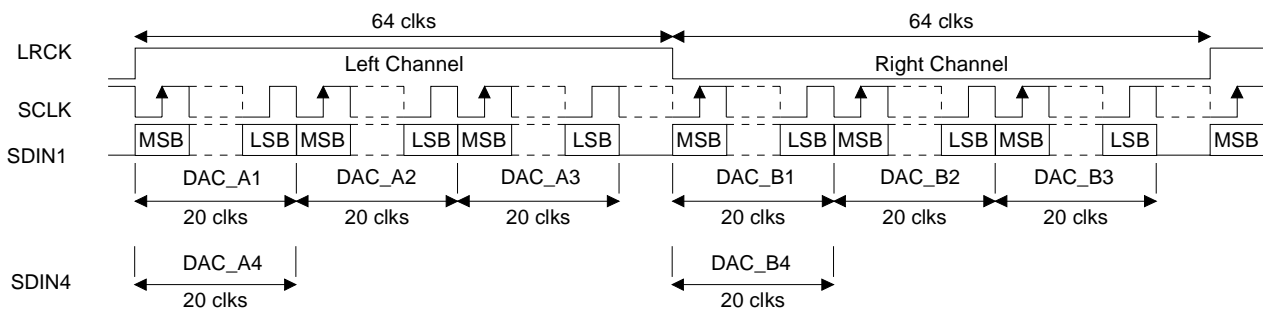 64 clks 64 clks
LRCK Left Channel Right Channel
SCLK
SDIN1 MSB LSB MSB LSB MSB LSB MSB LSB MSB LSB MSB LSB MSB
DAC_A1 DAC_A2 DAC_A3 DAC_B1 DAC_B2 DAC_B3
20 clks 20 clks 20 clks 20 clks 20 clks 20 clks
SDIN4 DAC_A4 DAC_B4
20 clks 20 clks